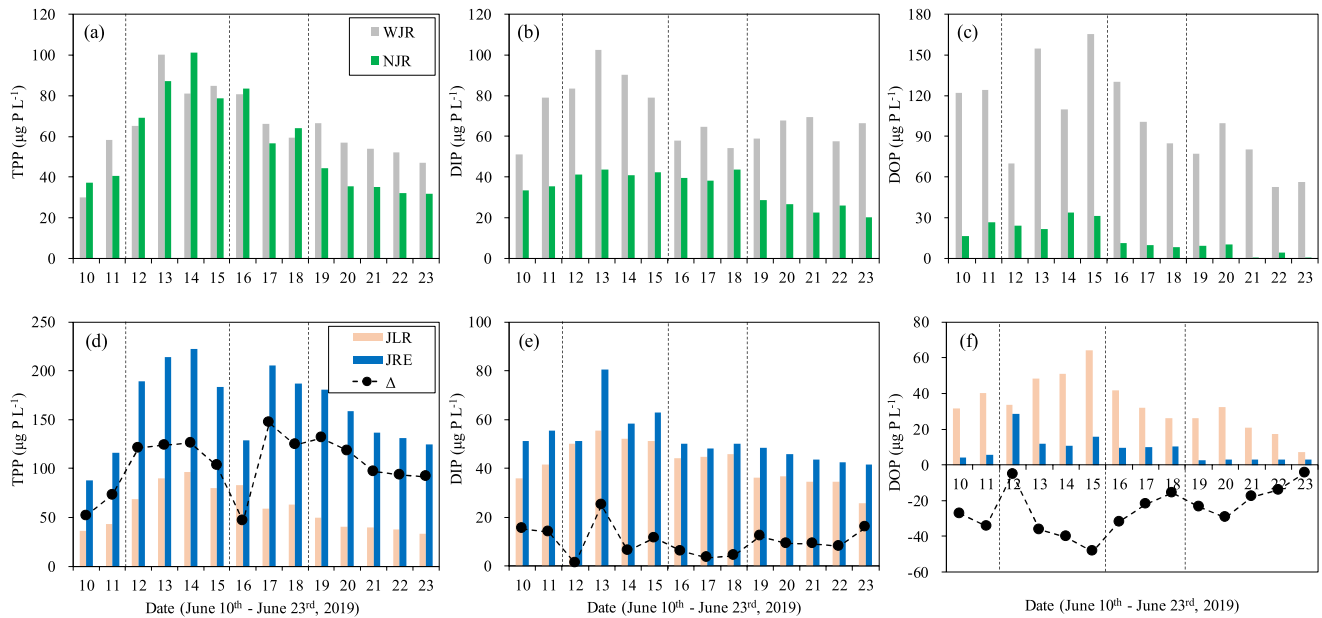 (a)
WJR
NJR
TPP (μg P L-1)
120
100
80
60
40
20
0
10 11 12 13 14 15 16 17 18 19 20 21 22 23
(b)
DIP (μg P L-1)
120
100
80
60
40
20
0
10 11 12 13 14 15 16 17 18 19 20 21 22 23
(c)
DOP (μg P L-1)
180
150
120
90
60
30
0
10 11 12 13 14 15 16 17 18 19 20 21 22 23
(d)
JLR
JRE
Δ
TPP (μg P L-1)
250
200
150
100
50
0
10 11 12 13 14 15 16 17 18 19 20 21 22 23
Date (June 10th - June 23rd, 2019)
(e)
DIP (μg P L-1)
100
80
60
40
20
0
10 11 12 13 14 15 16 17 18 19 20 21 22 23
Date (June 10th - June 23rd, 2019)
(f)
DOP (μg P L-1)
80
60
40
20
0
-20
-40
-60
10 11 12 13 14 15 16 17 18 19 20 21 22 23
Date (June 10th - June 23rd, 2019)